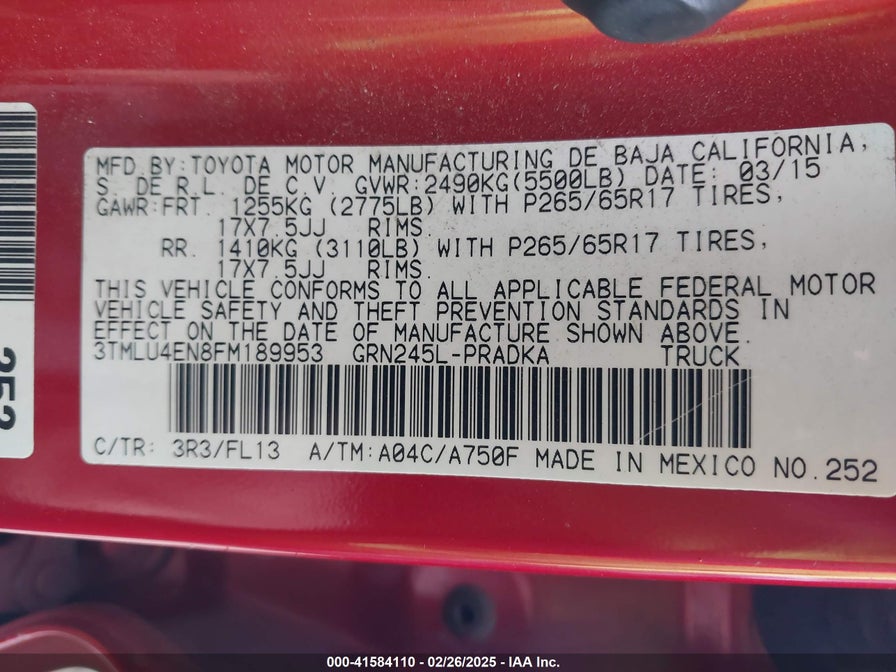 MFD.BY:TOYOTA MOTOR MANUFACTURING DE BAJA CALIFORNIA,
S. DE R.L. DE C.V. GVWR:2490KG(5500LB) DATE: 03/15
GAWR:FRT. 1255KG (2775LB) WITH P265/65R17 TIRES,
17X7.5JJ RIMS.
RR. 1410KG (3110LB) WITH P265/65R17 TIRES,
17X7.5JJ RIMS.
THIS VEHICLE CONFORMS TO ALL APPLICABLE FEDERAL MOTOR
VEHICLE SAFETY AND THEFT PREVENTION STANDARDS IN
EFFECT ON THE DATE OF MANUFACTURE SHOWN ABOVE.
3TMLU4EN8FM189953 GRN245L-PRADKA TRUCK
C/TR: 3R3/FL13 A/TM:A04C/A750F MADE IN MEXICO NO.252
252
000-41584110 - 02/26/2025 - IAA Inc.